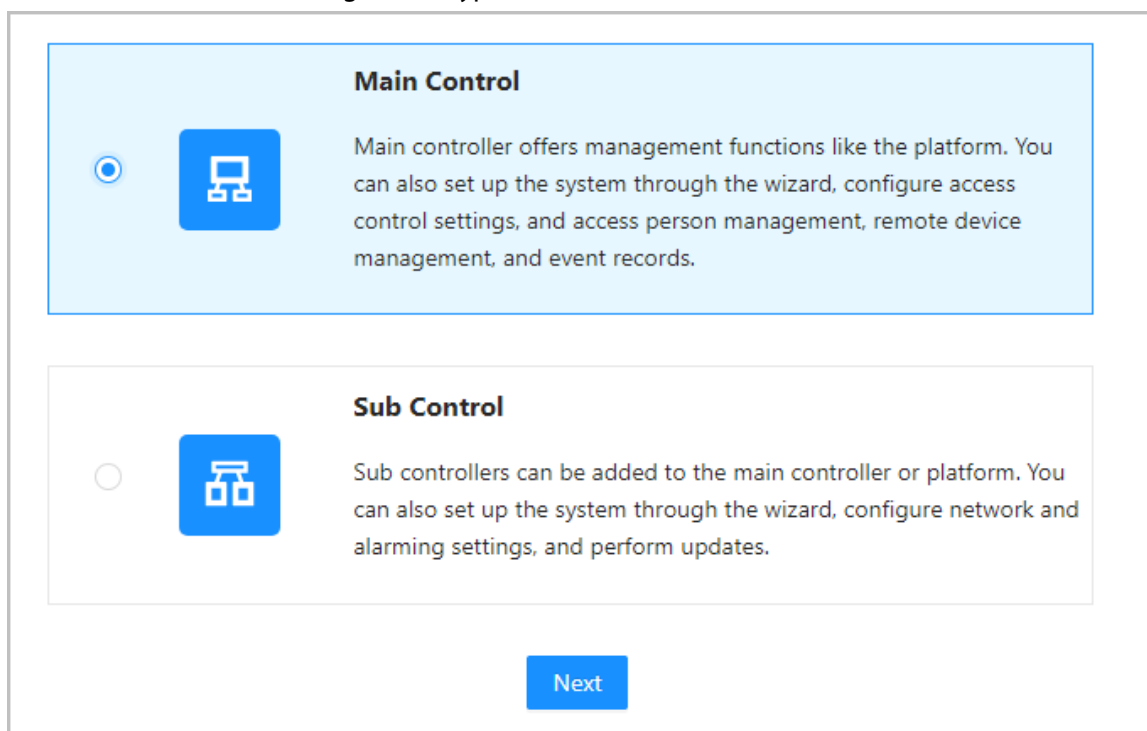 Main Control
Main controller offers management functions like the platform. You
can also set up the system through the wizard, configure access
control settings, and access person management, remote device
management, and event records.
Sub Control
Sub controllers can be added to the main controller or platform. You
can also set up the system through the wizard, configure network and
alarming settings, and perform updates.
Next